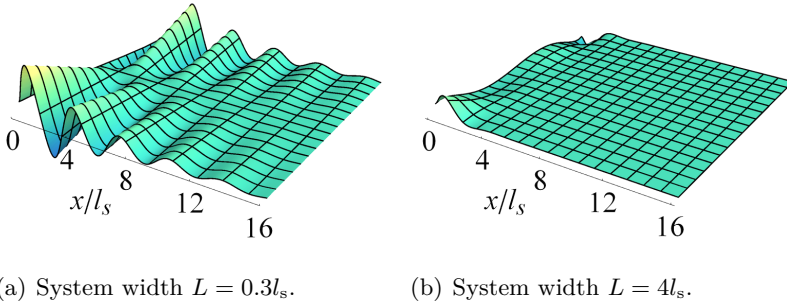 0
4
8
12
16
x/l_s
0
4
8
12
16
x/l_s
(a) System width L = 0.3l_s.
(b) System width L = 4l_s.